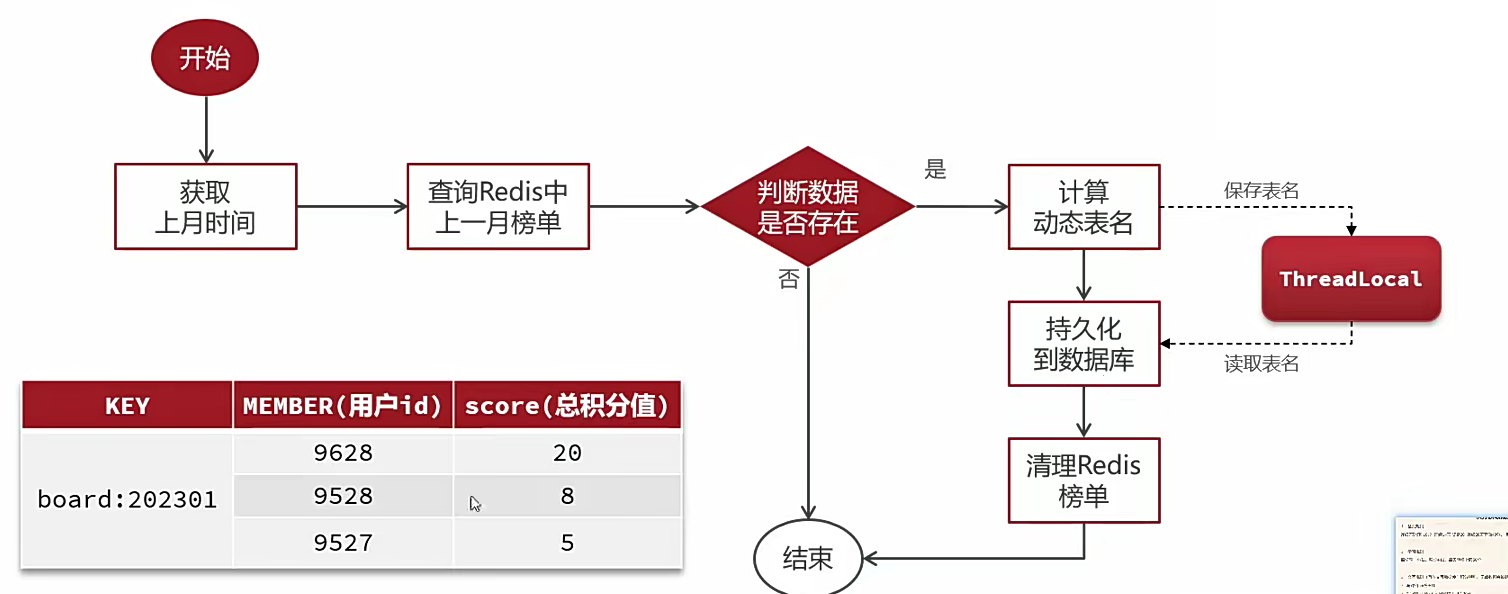 开始
获取
上月时间
查询Redis中
上一月榜单
判断数据
是否存在
是
否
计算
动态表名
保存表名
ThreadLocal
读取表名
持久化
到数据库
清理Redis
榜单
结束
KEY MEMBER(用户id) score(总积分值)
board:202301
9628 20
9528 8
9527 5